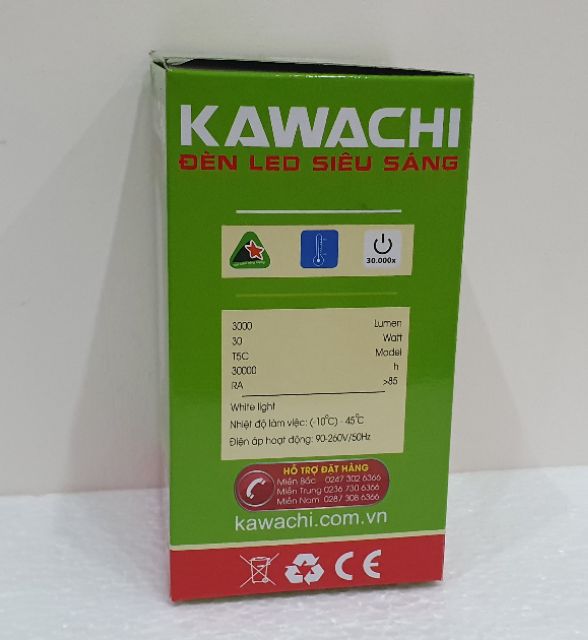 KAWACHI
ĐÈN LED SIÊU SÁNG
30.000x
3000 Lumen
30 Watt
T5C Model
30000 h
RA >85
White light
Nhiệt độ làm việc: (-10°C) - 45°C
Điện áp hoạt động: 90-260V/50Hz
HỖ TRỢ ĐẶT HÀNG
Miền Bắc 0247 302 6366
Miền Trung 0236 730 6366
Miền Nam 0287 308 6366
kawachi.com.vn
CE